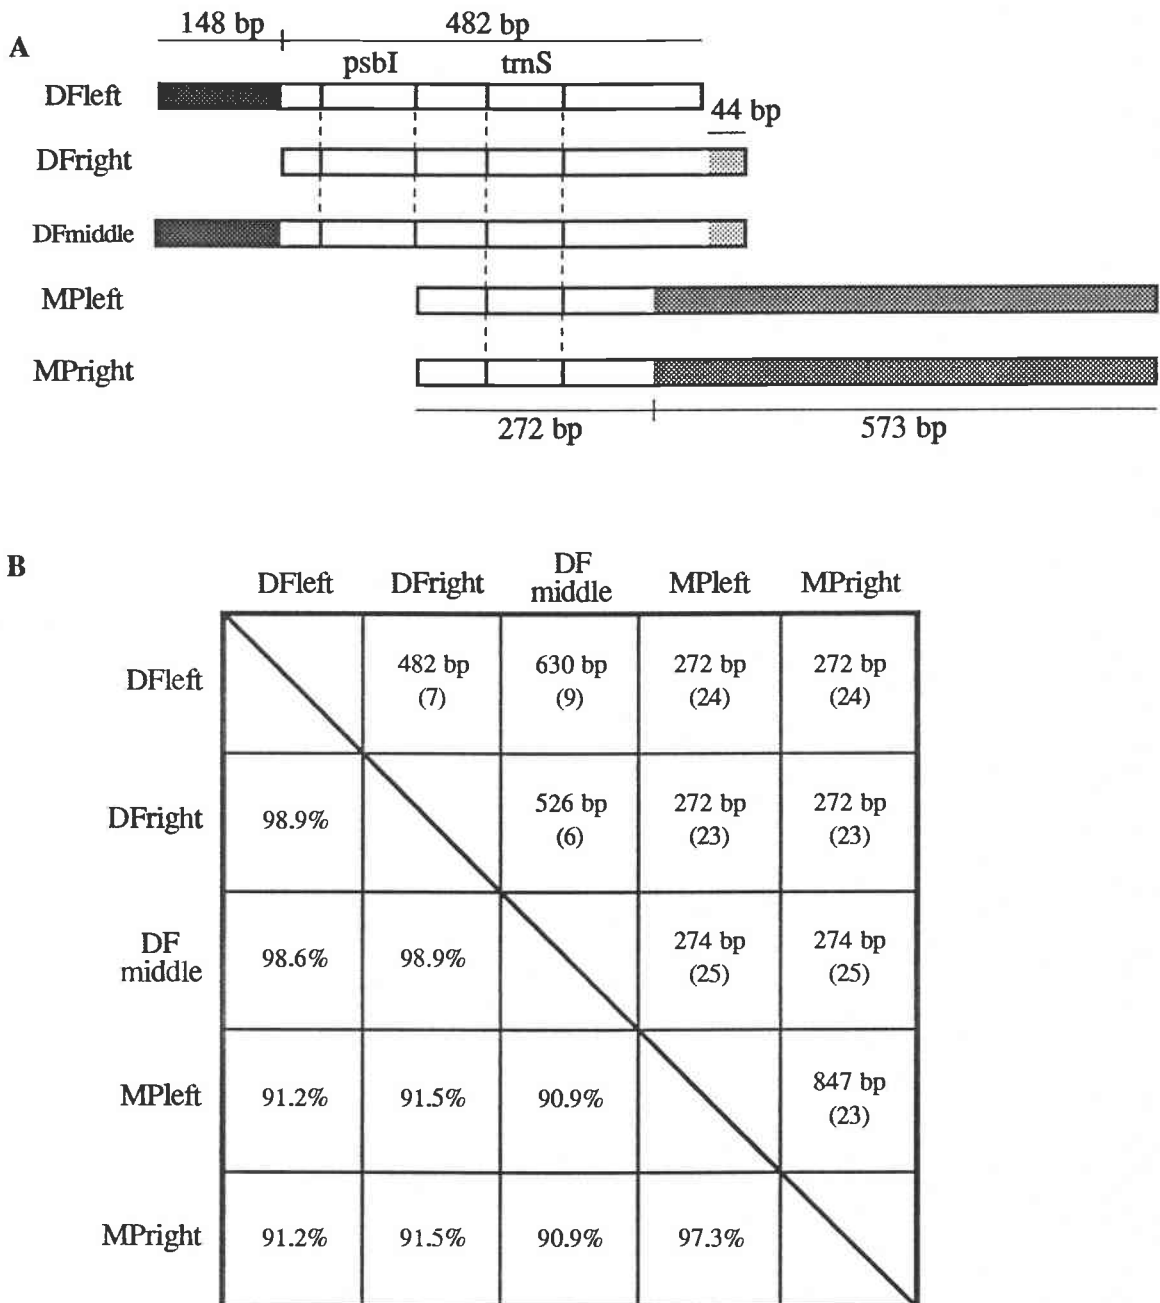 A
148 bp 482 bp
psbI trnS
DFleft
44 bp
DFright
DFmiddle
MPleft
MPright
272 bp 573 bp
B
DFleft DFright DF middle MPleft MPright
DFleft 482 bp 630 bp 272 bp 272 bp
(7) (9) (24) (24)
DFright 98.9% 526 bp 272 bp 272 bp
(6) (23) (23)
DF
middle 98.6% 98.9% 274 bp 274 bp
(25) (25)
MPleft 91.2% 91.5% 90.9% 847 bp
(23)
MPright 91.2% 91.5% 90.9% 97.3%